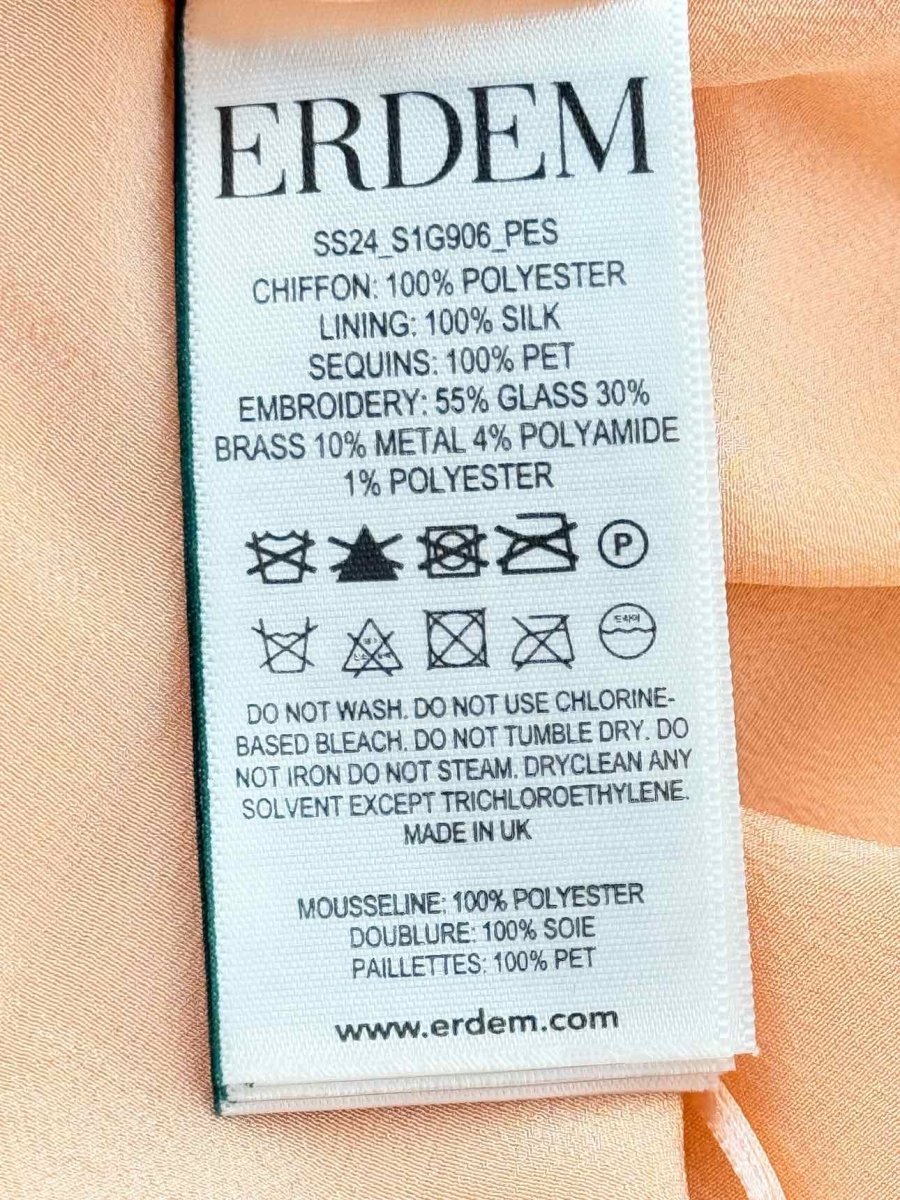 ERDEM
SS24_S1G906_PES
CHIFFON: 100% POLYESTER
LINING: 100% SILK
SEQUINS: 100% PET
EMBROIDERY: 55% GLASS 30%
BRASS 10% METAL 4% POLYAMIDE
1% POLYESTER
P
드라이
DO NOT WASH. DO NOT USE CHLORINE-
BASED BLEACH. DO NOT TUMBLE DRY. DO
NOT IRON DO NOT STEAM. DRYCLEAN ANY
SOLVENT EXCEPT TRICHLOROETHYLENE.
MADE IN UK
MOUSSELINE: 100% POLYESTER
DOUBLURE: 100% SOIE
PAILLETTES: 100% PET
www.erdem.com